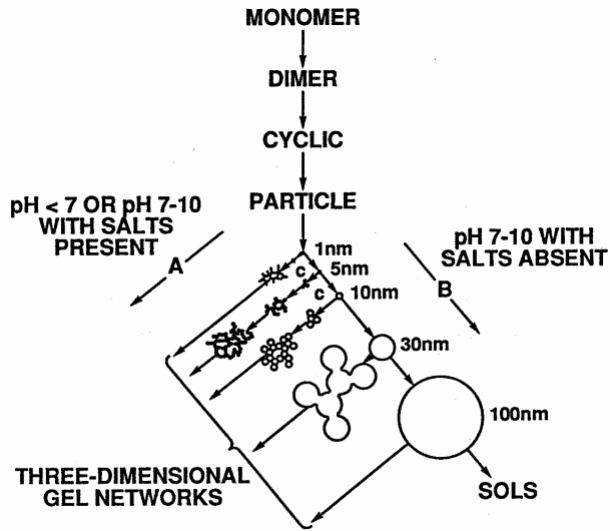 MONOMER
DIMER
CYCLIC
PARTICLE
pH < 7 OR pH 7-10
WITH SALTS
PRESENT
A
pH 7-10 WITH
SALTS ABSENT
B
1nm
c
5nm
c
10nm
30nm
100nm
THREE-DIMENSIONAL
GEL NETWORKS
SOLS